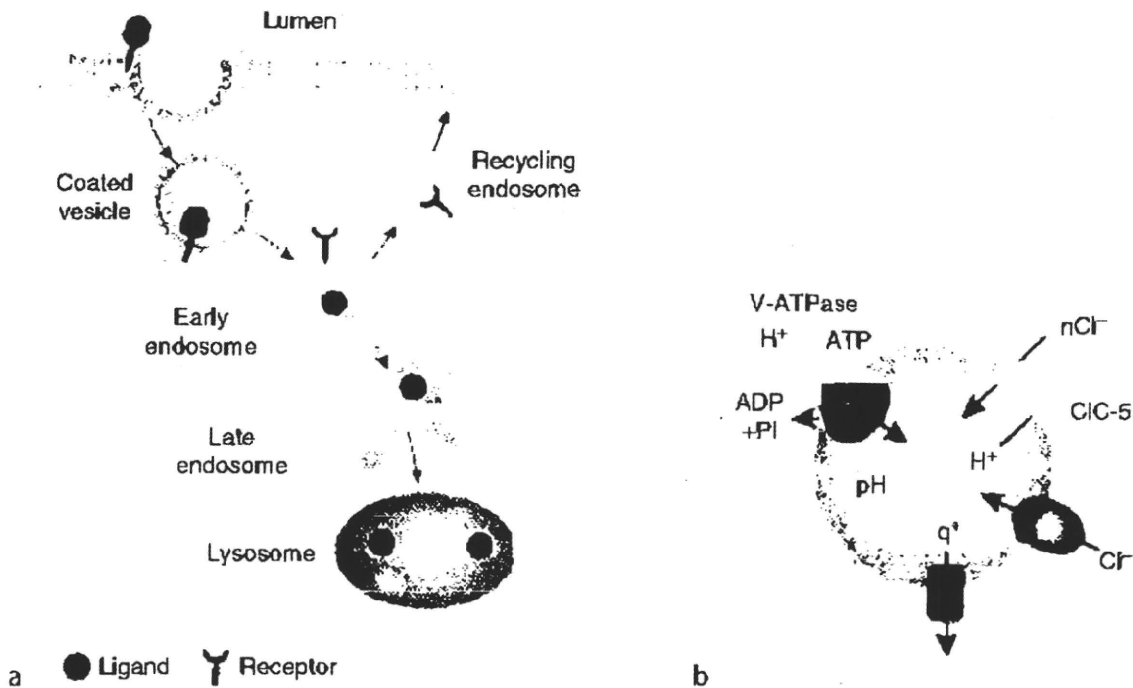 Lumen
Coated
vesicle
Recycling
endosome
Early
endosome
Late
endosome
Lysosome
a
Ligand
Receptor
V-ATPase
H⁺
ATP
nCl⁻
ADP
+Pi
ClC-5
H⁺
pH
q⁺
Cl⁻
b